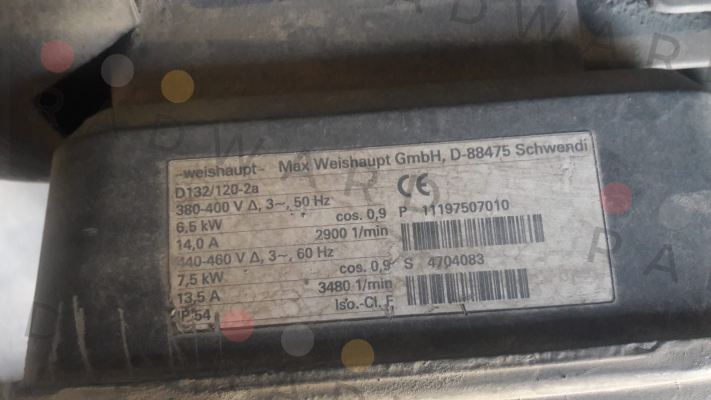 -weishaupt- Max Weishaupt GmbH, D-88475 Schwendi
D132/120-2a
CE
380-400 V Δ, 3~, 50 Hz
6,5 kW cos. 0,9 P 11197507010
14,0 A 2900 1/min
440-460 V Δ, 3~, 60 Hz
7,5 kW cos. 0,9 S 4704083
13,5 A 3480 1/min
IP 54 Iso.-Cl. F